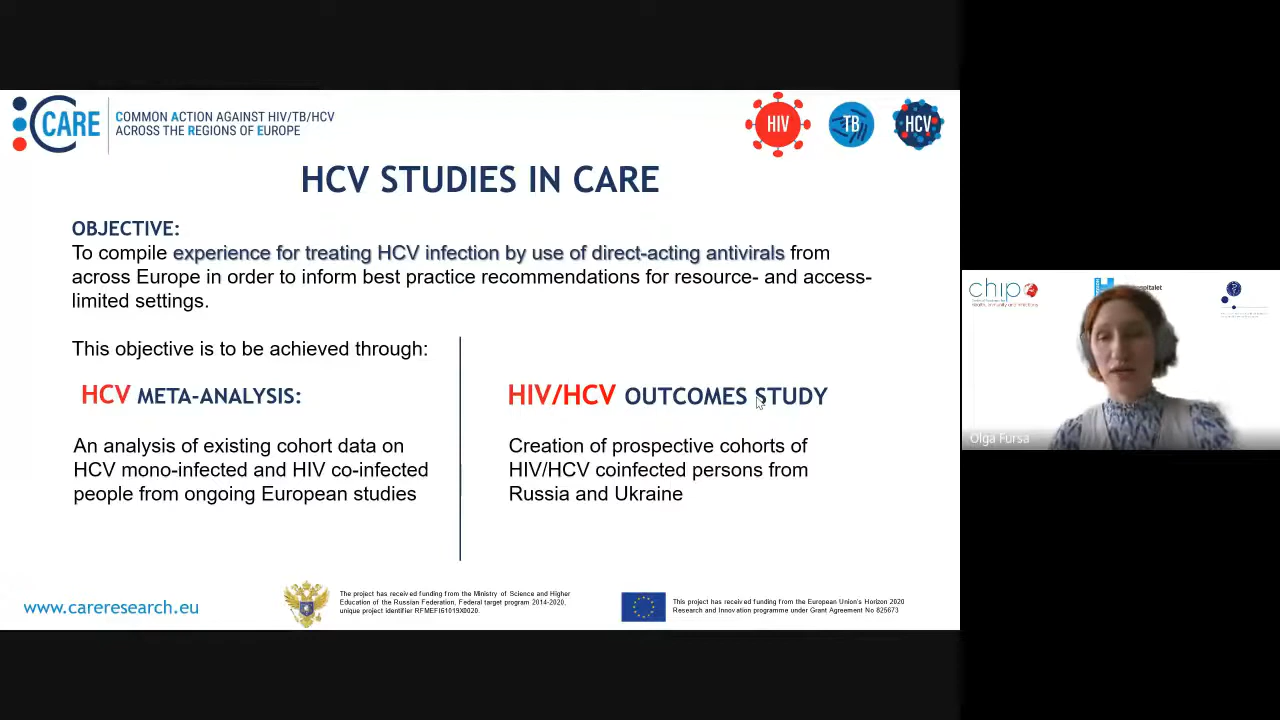 CARE
COMMON ACTION AGAINST HIV/TB/HCV
ACROSS THE REGIONS OF EUROPE
HIV
TB
HCV
HCV STUDIES IN CARE
OBJECTIVE:
To compile experience for treating HCV infection by use of direct-acting antivirals from
across Europe in order to inform best practice recommendations for resource- and access-
limited settings.
This objective is to be achieved through:
HCV META-ANALYSIS:
An analysis of existing cohort data on
HCV mono-infected and HIV co-infected
people from ongoing European studies
HIV/HCV OUTCOMES STUDY
Creation of prospective cohorts of
HIV/HCV coinfected persons from
Russia and Ukraine
www.careresearch.eu
The project has received funding from the Ministry of Science and Higher
Education of the Russian Federation, Federal target program 2014-2020,
unique project identifier RFMEFI61019X0020.
This project has received funding from the European Union's Horizon 2020
Research and Innovation programme under Grant Agreement No 825673
chip
Olga Fursa